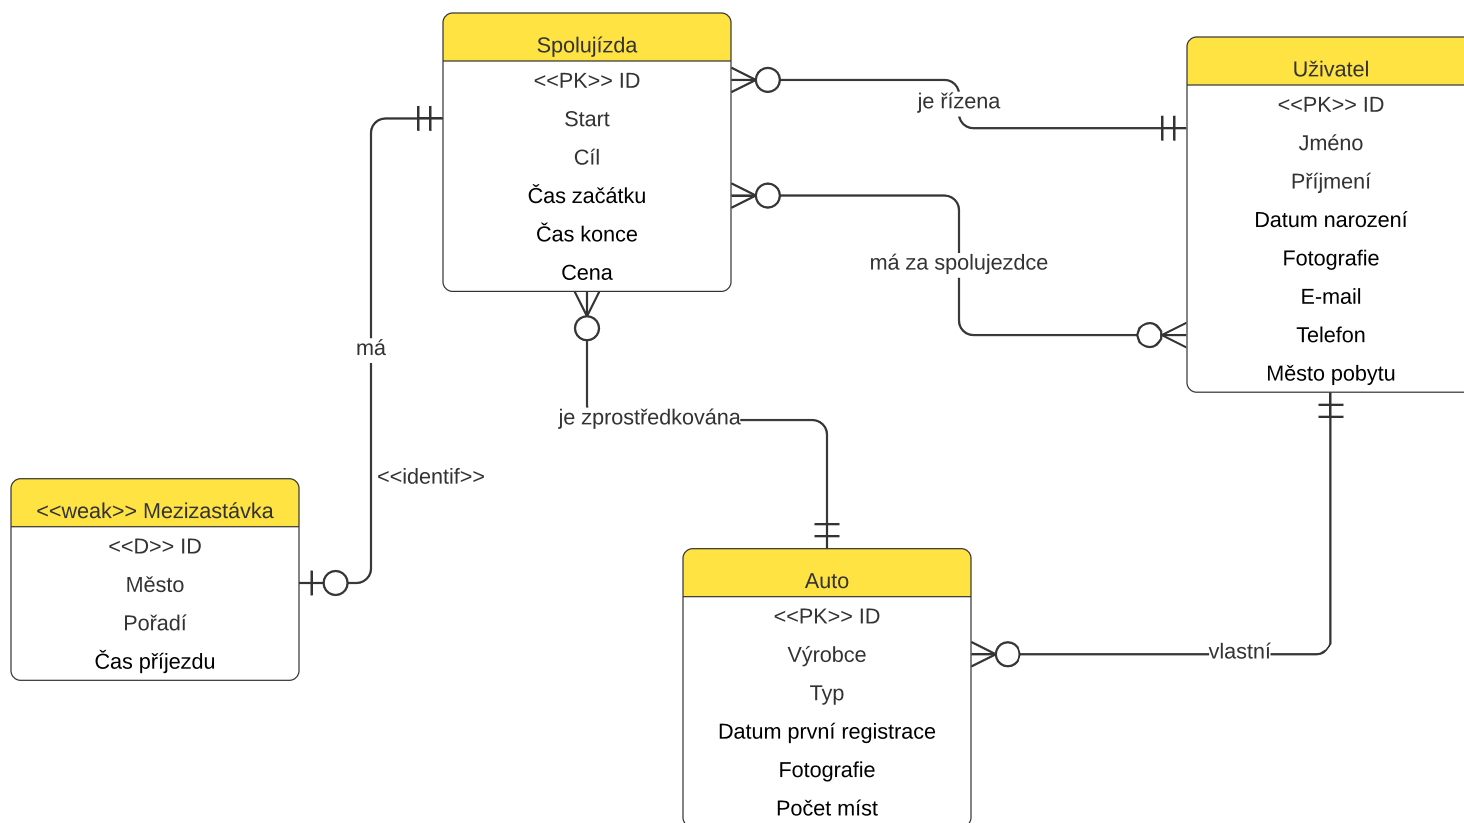 Spolujízda
<<PK>> ID
Start
Cíl
Čas začátku
Čas konce
Cena
je řízena
má za spolujezdce
Uživatel
<<PK>> ID
Jméno
Příjmení
Datum narození
Fotografie
E-mail
Telefon
Město pobytu
má
<<identif>>
je zprostředkována
<<weak>> Mezizastávka
<<D>> ID
Město
Pořadí
Čas příjezdu
Auto
<<PK>> ID
Výrobce
Typ
Datum první registrace
Fotografie
Počet míst
vlastní